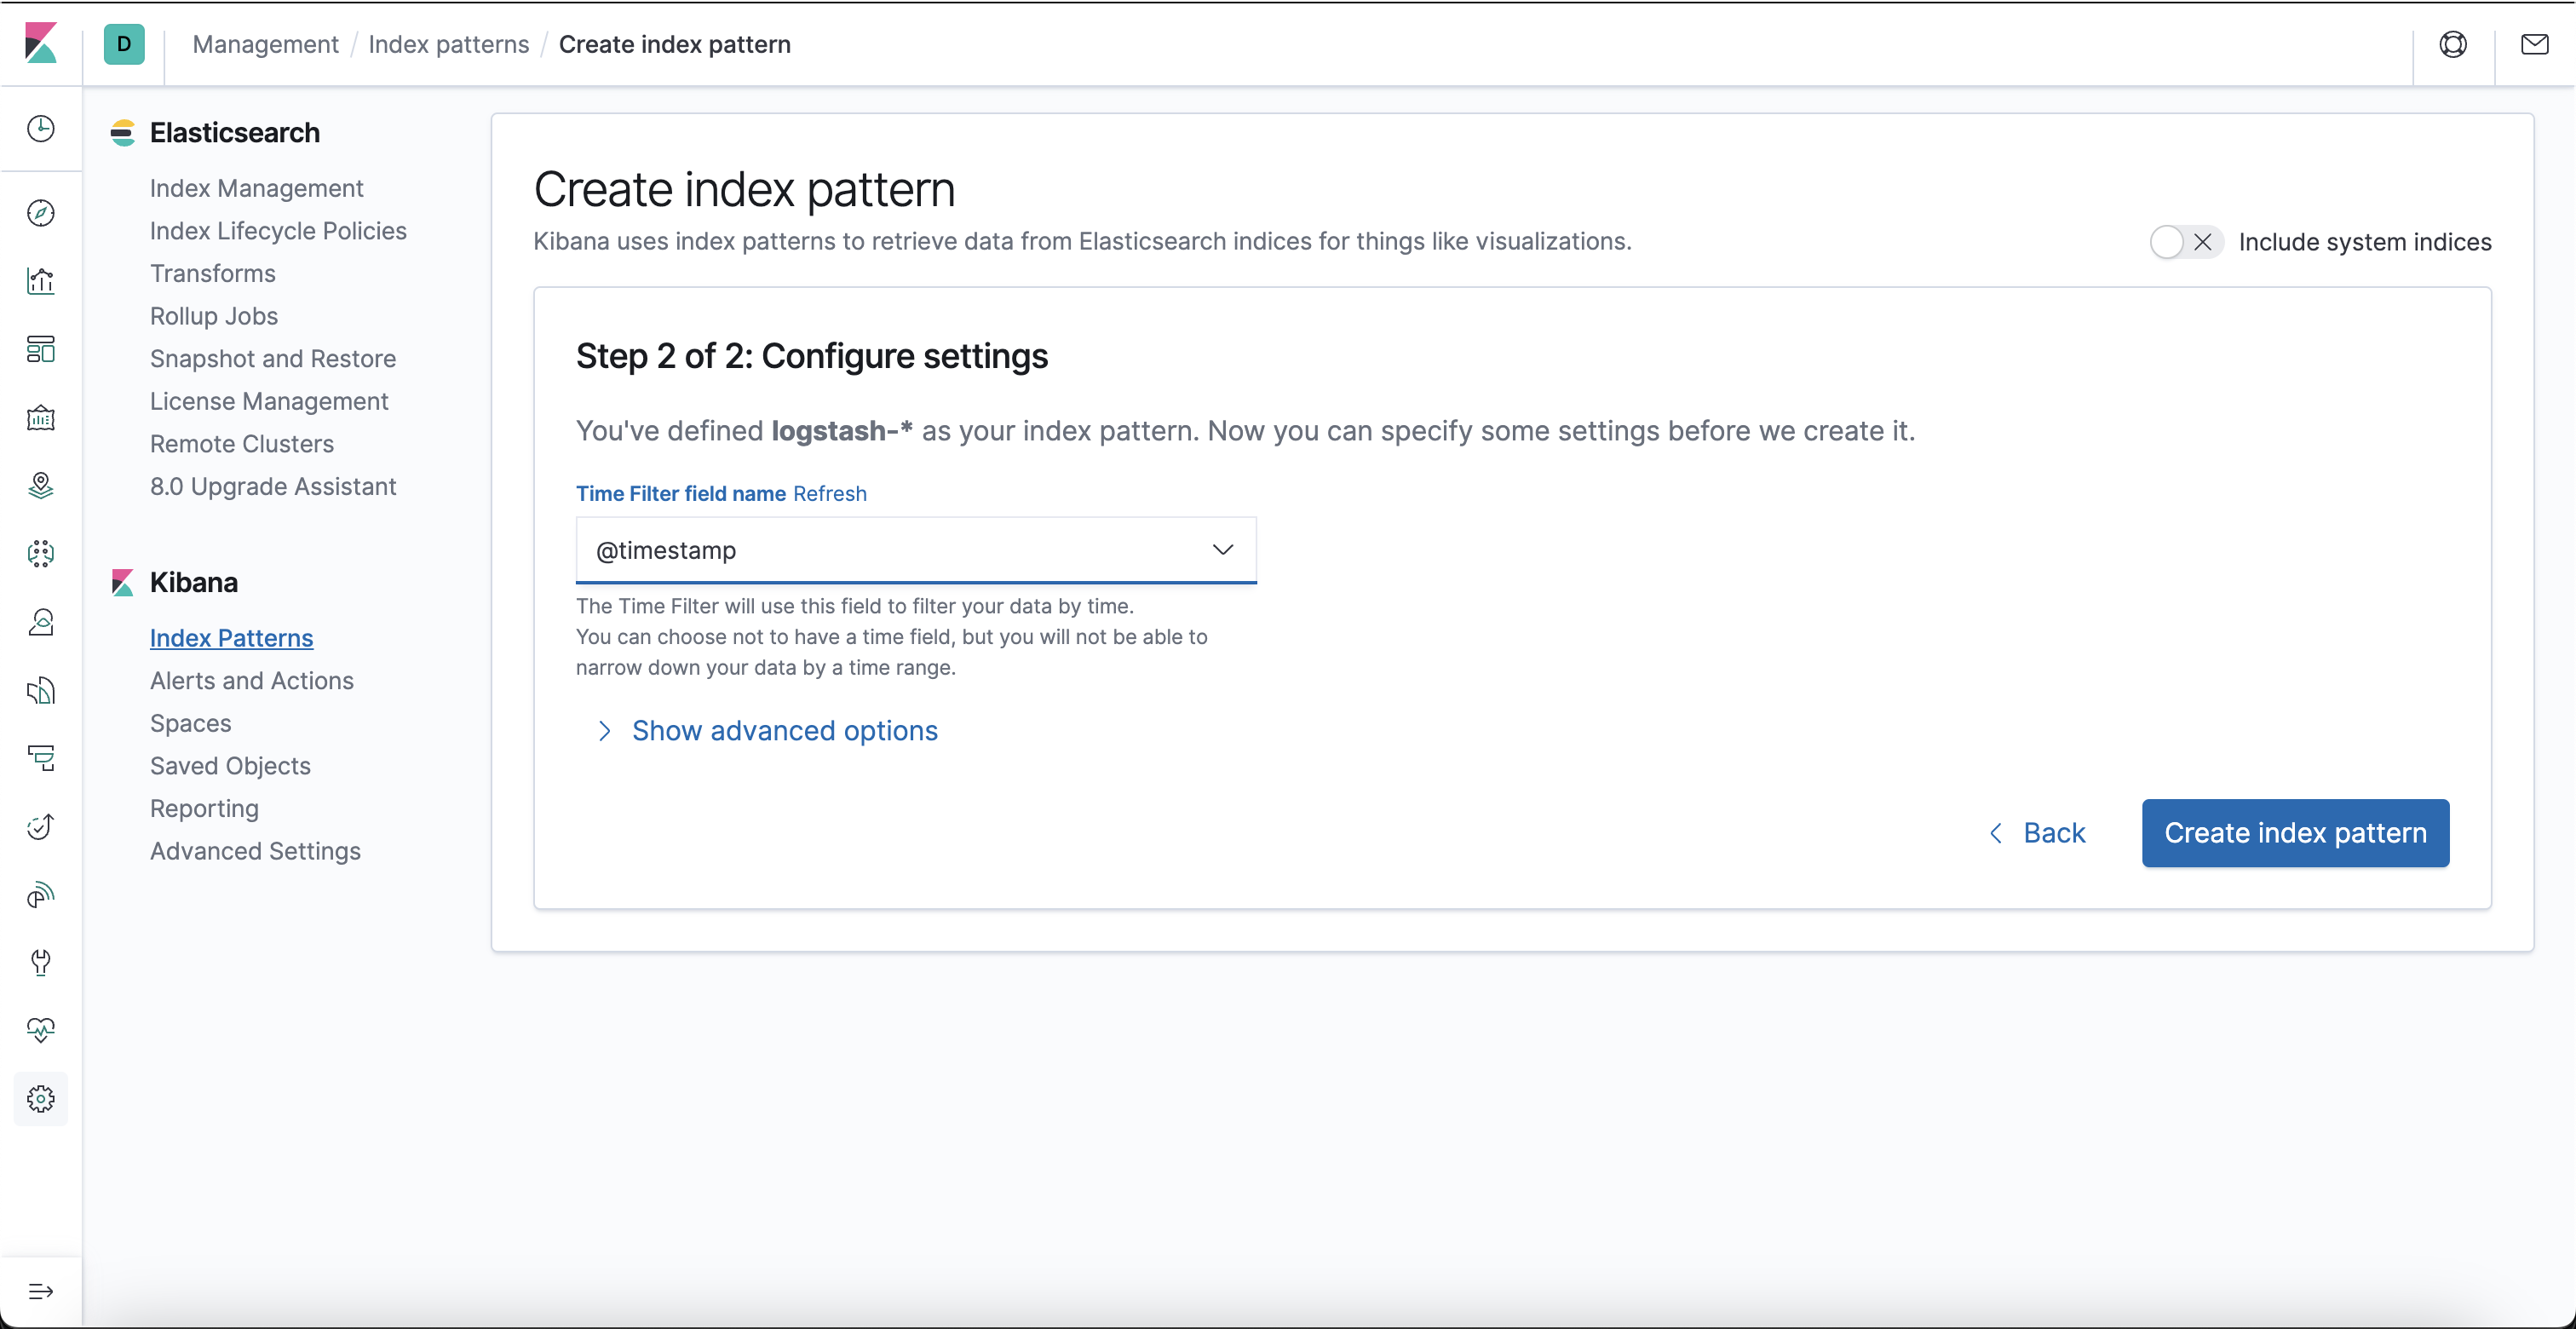 D
Management / Index patterns / Create index pattern
Elasticsearch
Index Management
Index Lifecycle Policies
Transforms
Rollup Jobs
Snapshot and Restore
License Management
Remote Clusters
8.0 Upgrade Assistant
Kibana
Index Patterns
Alerts and Actions
Spaces
Saved Objects
Reporting
Advanced Settings
Create index pattern
Kibana uses index patterns to retrieve data from Elasticsearch indices for things like visualizations.
Include system indices
Step 2 of 2: Configure settings
You've defined logstash-* as your index pattern. Now you can specify some settings before we create it.
Time Filter field name Refresh
@timestamp
The Time Filter will use this field to filter your data by time.
You can choose not to have a time field, but you will not be able to
narrow down your data by a time range.
Show advanced options
Back
Create index pattern